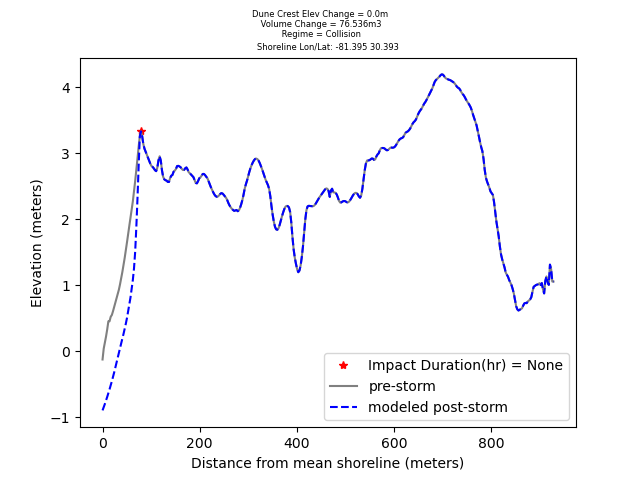 Dune Crest Elev Change = 0.0m
Volume Change = 76.536m3
Regime = Collision
Shoreline Lon/Lat: -81.395 30.393
4
3
2
1
0
−1
Elevation (meters)
0 200 400 600 800
Distance from mean shoreline (meters)
Impact Duration(hr) = None
pre-storm
modeled post-storm